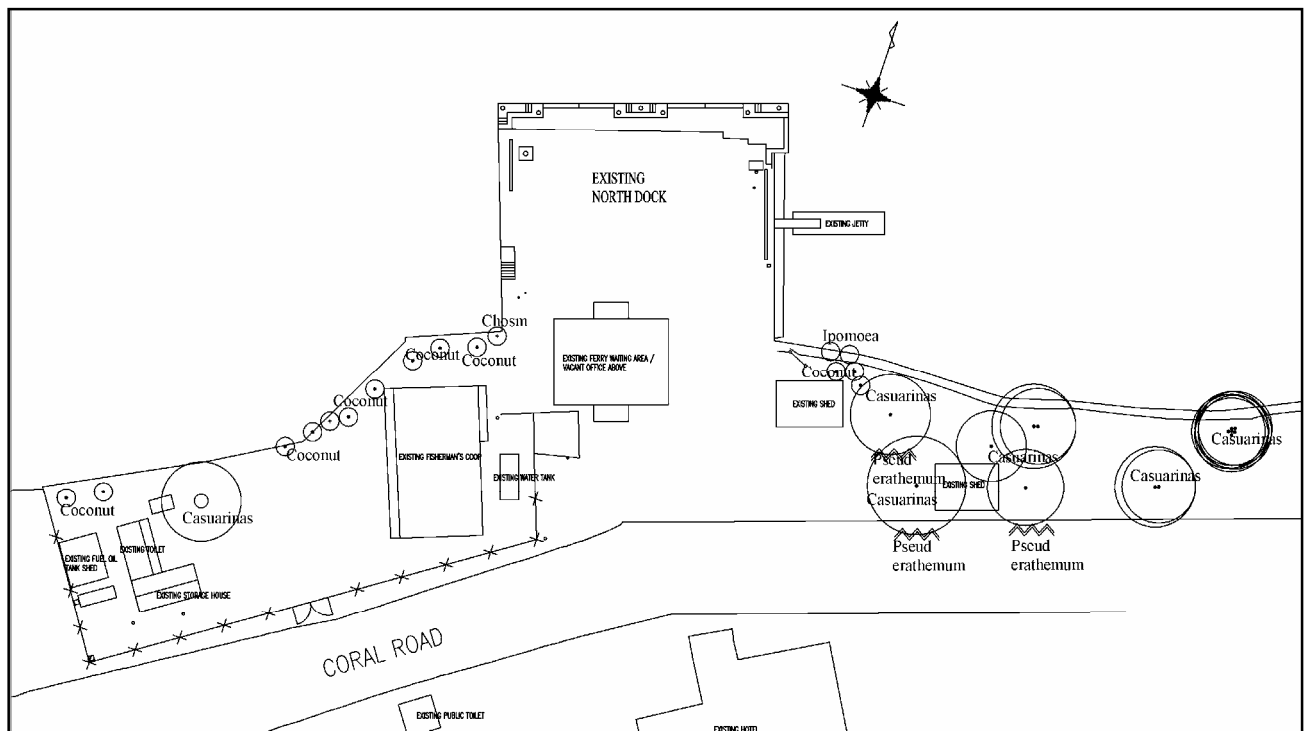 EXISTING
NORTH DOCK
EXISTING JETTY
Chosm
Ipomoea
Coconut
Coconut
EXISTING FERRY WAITING AREA /
VACANT OFFICE ABOVE
Coconut
Coconut
EXISTING SHED
Casuarinas
Casuarinas
Coconut
EXISTING FISHERMAN'S COOP
Pseud
erathemum
Casuarinas
Casuarinas
EXISTING WATER TANK
EXISTING SHED
Casuarinas
Coconut
Casuarinas
Pseud
erathemum
Pseud
erathemum
EXISTING TOILET
EXISTING FUEL OIL
TANK SHED
EXISTING STORAGE HOUSE
CORAL ROAD
EXISTING PUBLIC TOILET
EXISTING HOTEL